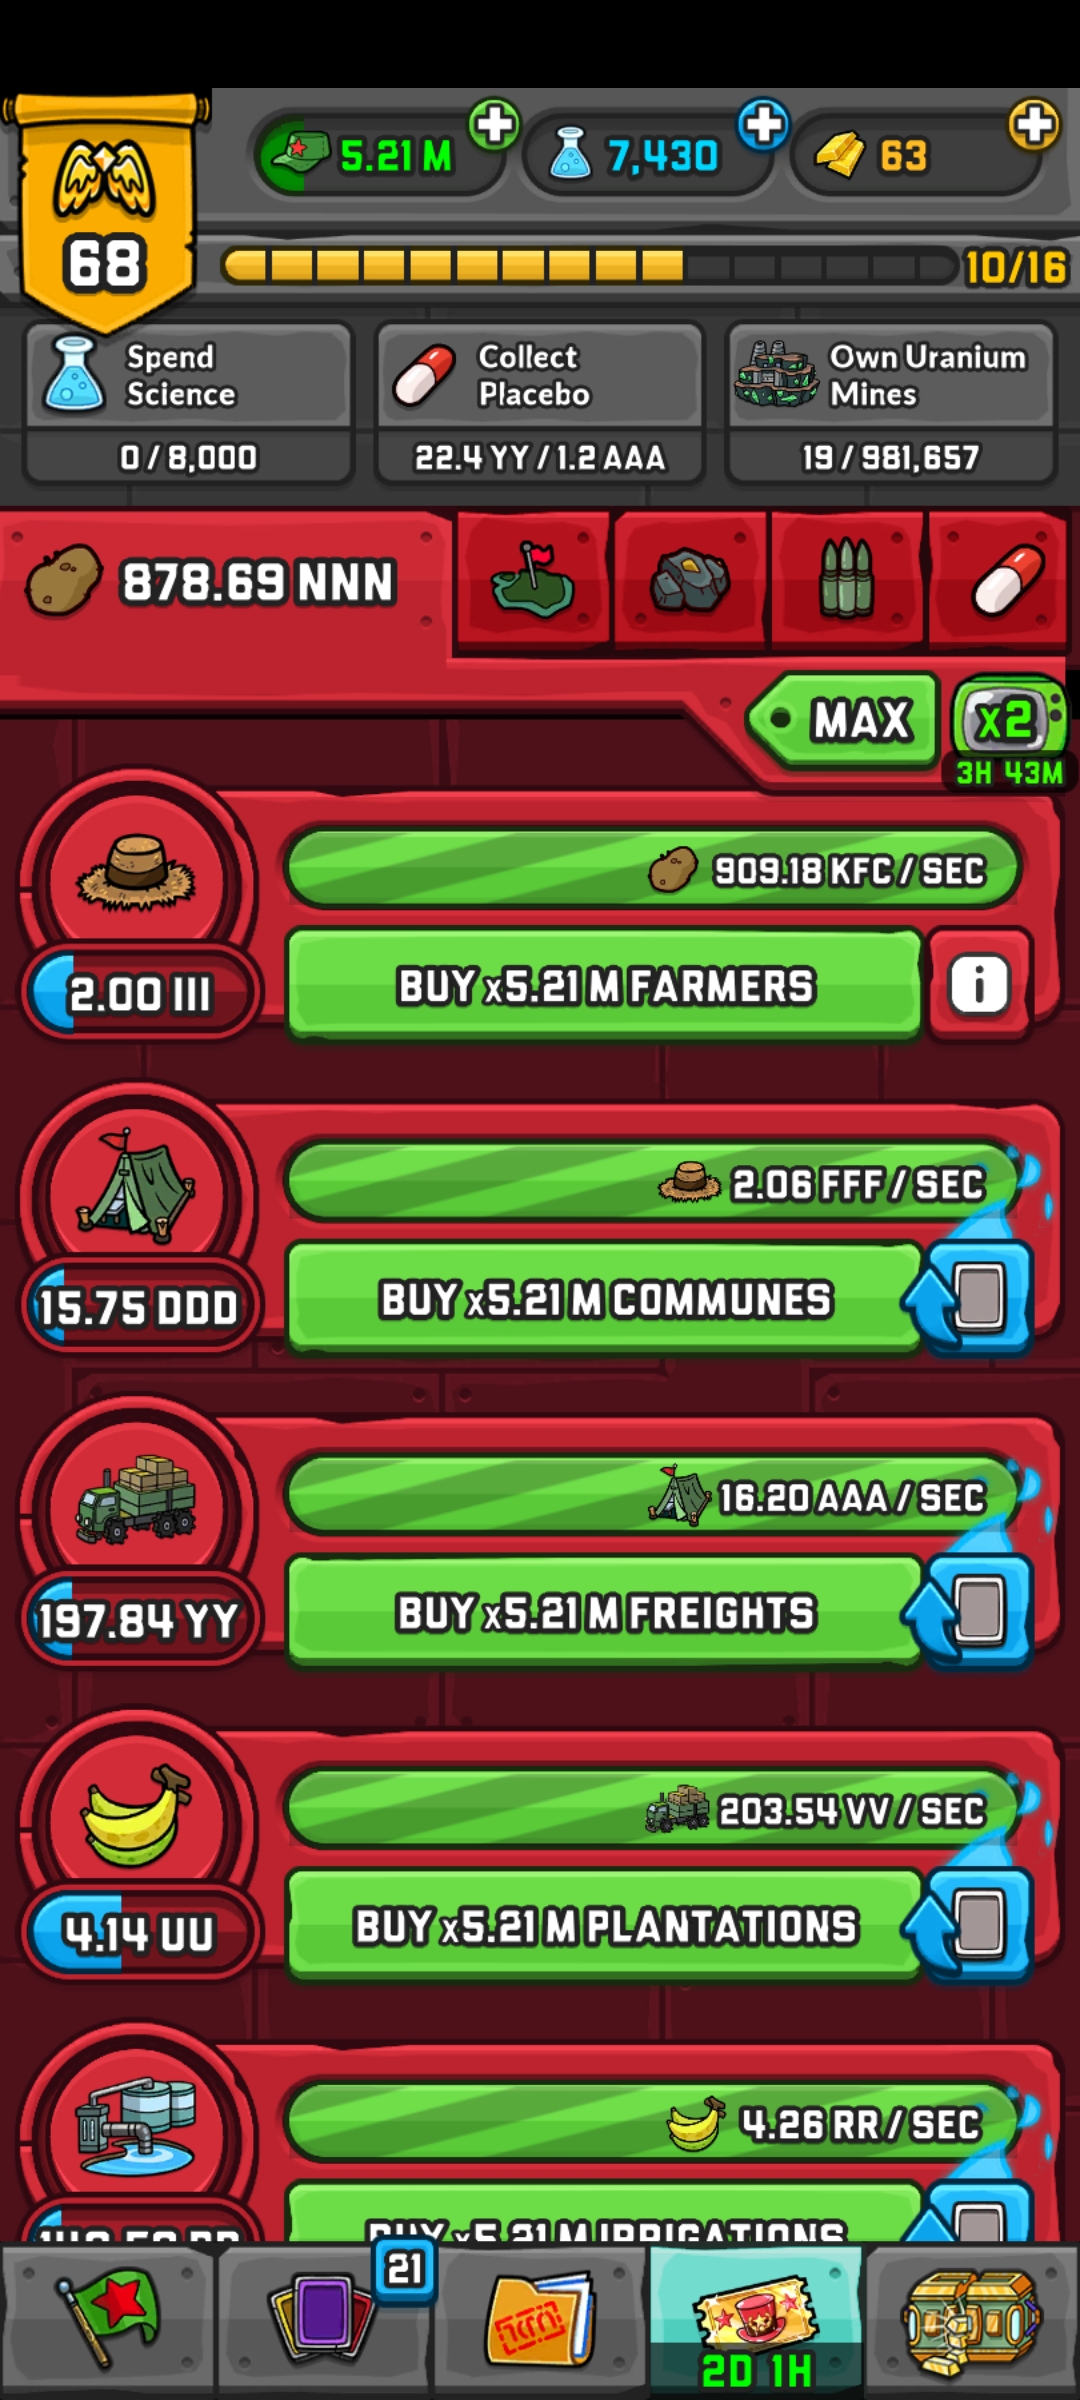 68
5.21 M
7,430
63
10/16
Spend
Science
0 / 8,000
Collect
Placebo
22.4 YY / 1.2 AAA
Own Uranium
Mines
19 / 981,657
878.69 NNN
MAX
x2
3H 43M
909.18 KFC / SEC
2.00 III
BUY x5.21 M FARMERS
i
2.06 FFF / SEC
15.75 DDD
BUY x5.21 M COMMUNES
16.20 AAA / SEC
197.84 YY
BUY x5.21 M FREIGHTS
203.54 VV / SEC
4.14 UU
BUY x5.21 M PLANTATIONS
4.26 RR / SEC
BUY x5.21 M IRRIGATIONS
21
2D 1H